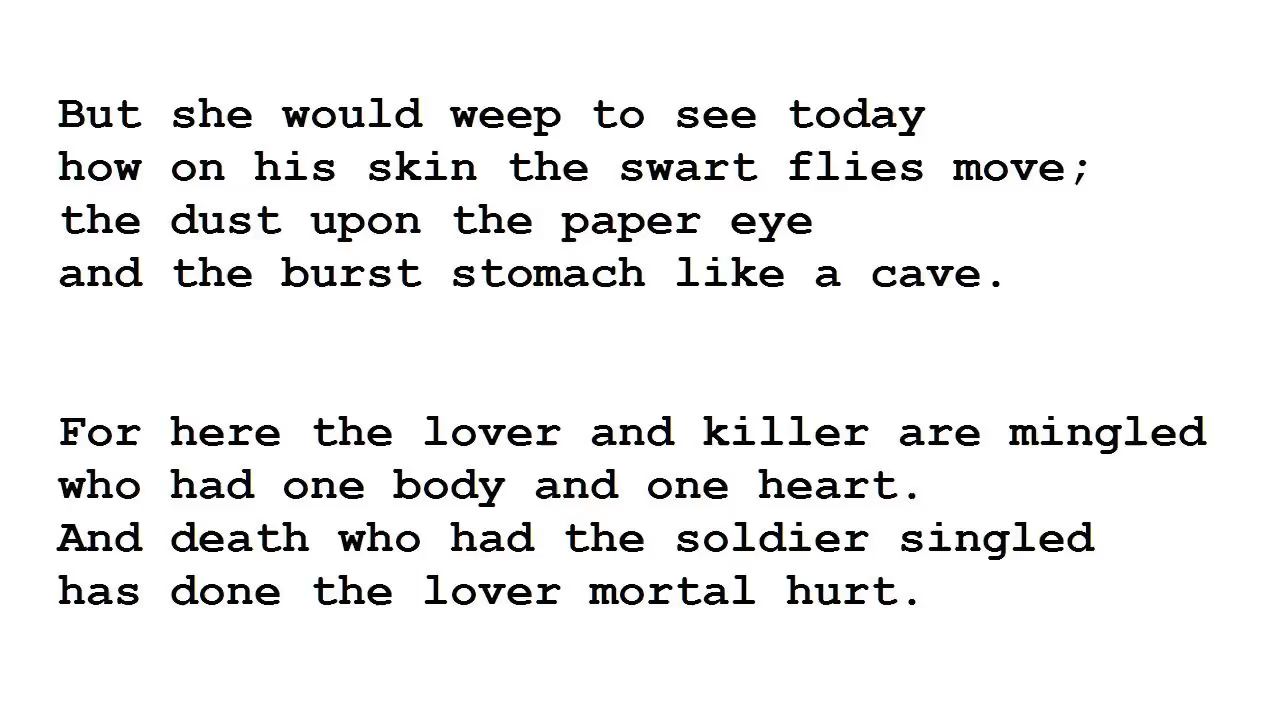 But she would weep to see today
how on his skin the swart flies move;
the dust upon the paper eye
and the burst stomach like a cave.
For here the lover and killer are mingled
who had one body and one heart.
And death who had the soldier singled
has done the lover mortal hurt.